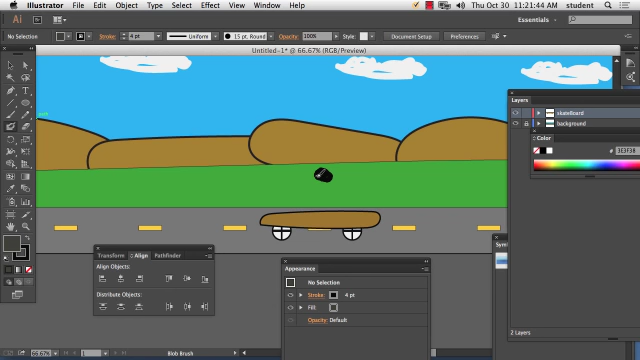 Illustrator File Edit Object Type Select Effect View Window Help Thu Oct 30 11:21:44 AM student
Ai Essentials
No Selection Stroke: 4 pt Uniform 15 pt. Round Opacity: 100% Style: Document Setup Preferences
Untitled-1* @ 66.67% (RGB/Preview)
Layers
skateboard
background
Color
# 3E3F38
Transform Align Pathfinder
Align Objects:
Distribute Objects:
Appearance
No Selection
Stroke: 4 pt
Fill:
Opacity: Default
Symb
2 Layers
66.67% 1 Blob Brush